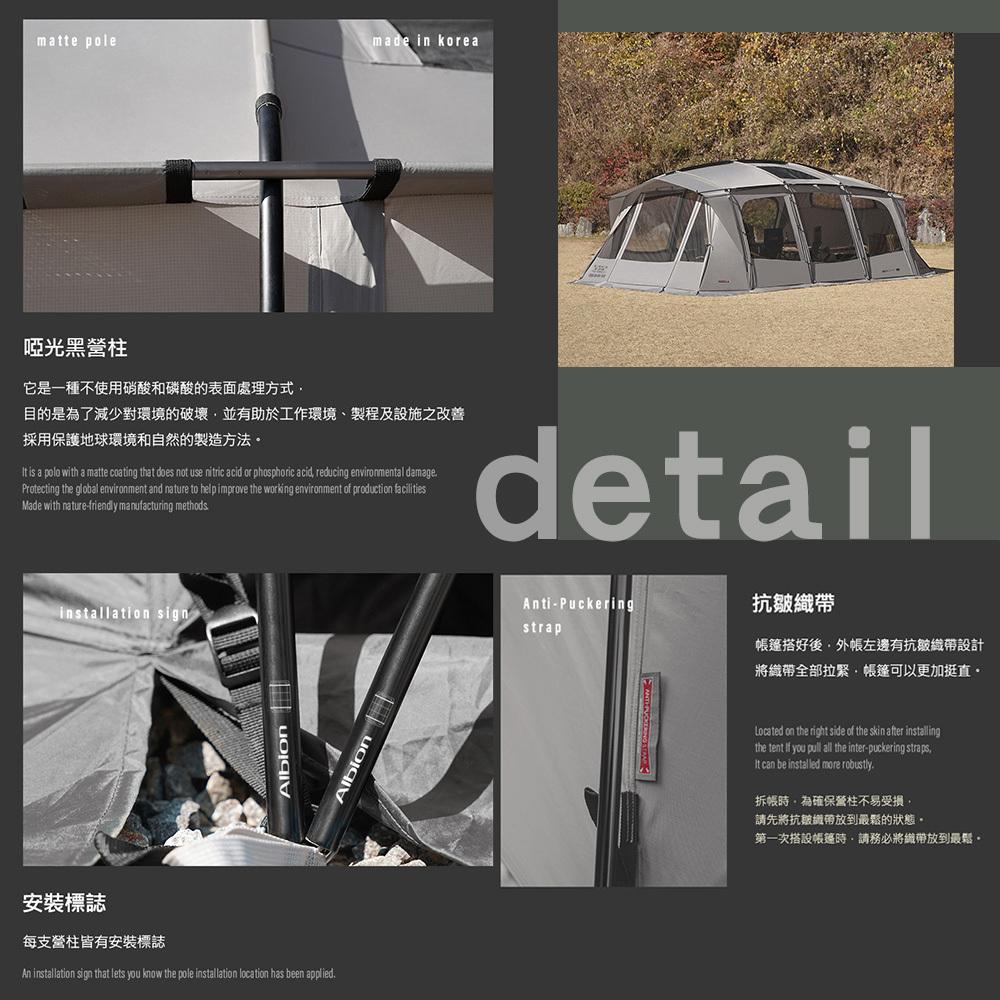 matte pole
made in korea
啞光黑營柱
它是一種不使用硝酸和磷酸的表面處理方式，
目的是為了減少對環境的破壞，並有助於工作環境、製程及設施之改善
採用保護地球環境和自然的製造方法。
It is a polo with a matte coating that does not use nitric acid or phosphoric acid, reducing environmental damage.
Protecting the global environment and nature to help improve the working environment of production facilities
Made with nature-friendly manufacturing methods.
detail
installation sign
Albion
Albion
安裝標誌
每支營柱皆有安裝標誌
An installation sign that lets you know the pole installation location has been applied.
Anti-Puckering
strap
ANTI-PUCKERING STRAP
抗皺織帶
帳篷搭好後，外帳左邊有抗皺織帶設計
將織帶全部拉緊，帳篷可以更加挺直。
Located on the right side of the skin after installing
the tent If you pull all the inter-puckering straps,
It can be installed more robustly.
拆帳時，為確保營柱不易受損，
請先將抗皺織帶放到最鬆的狀態。
第一次搭設帳篷時，請務必將織帶放到最鬆。